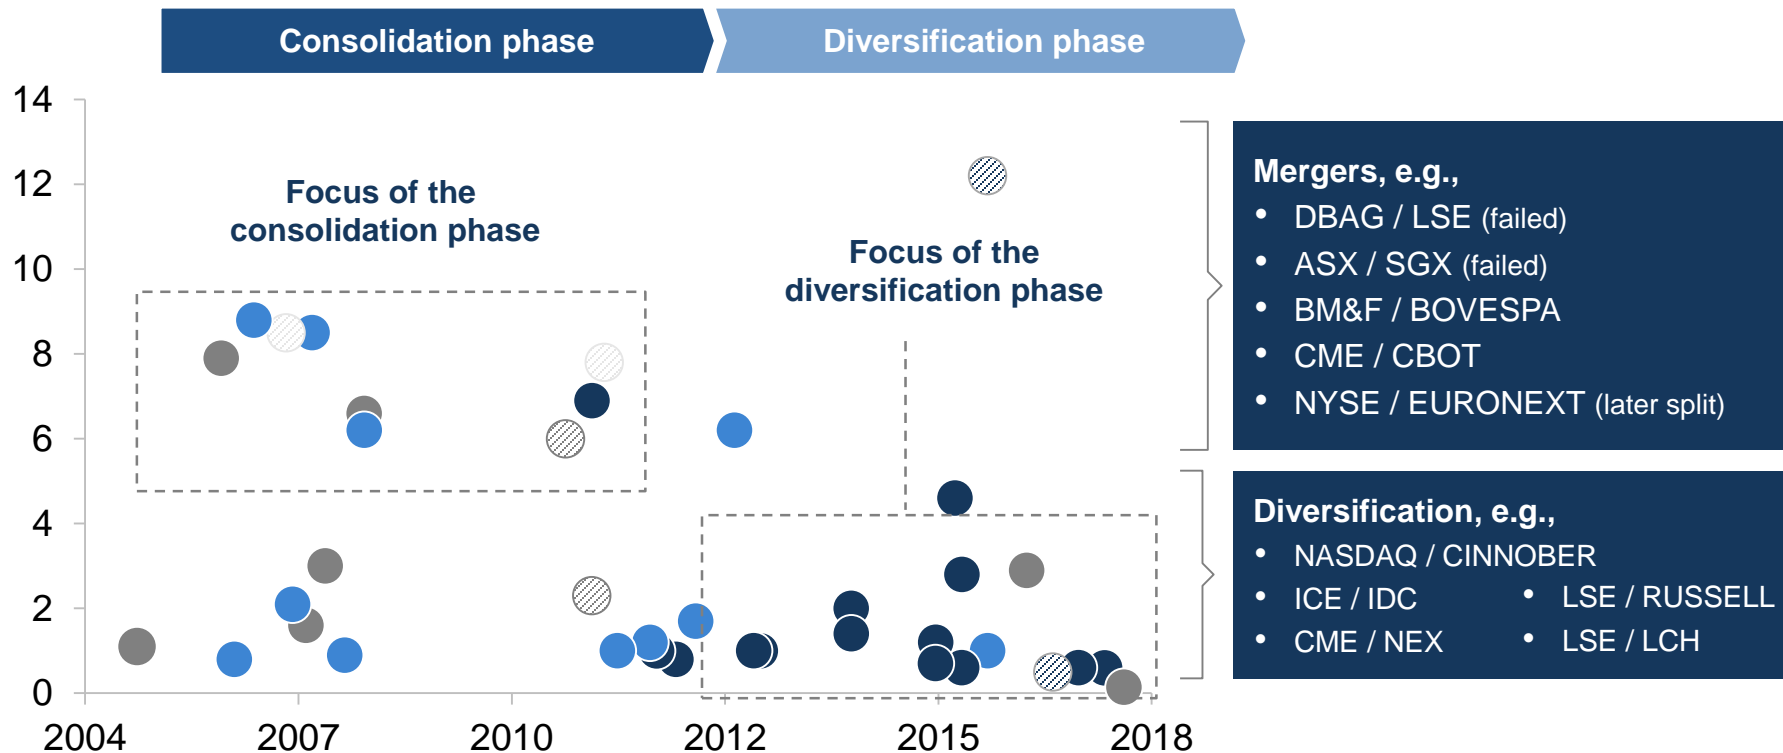 Consolidation phase
Diversification phase
14
12
10
8
6
4
2
0
2004
2007
2010
2012
2015
2018
Focus of the
consolidation phase
Focus of the
diversification phase
Mergers, e.g.,
• DBAG / LSE (failed)
• ASX / SGX (failed)
• BM&F / BOVESPA
• CME / CBOT
• NYSE / EURONEXT (later split)
Diversification, e.g.,
• NASDAQ / CINNOBER
• ICE / IDC
• LSE / RUSSELL
• CME / NEX
• LSE / LCH